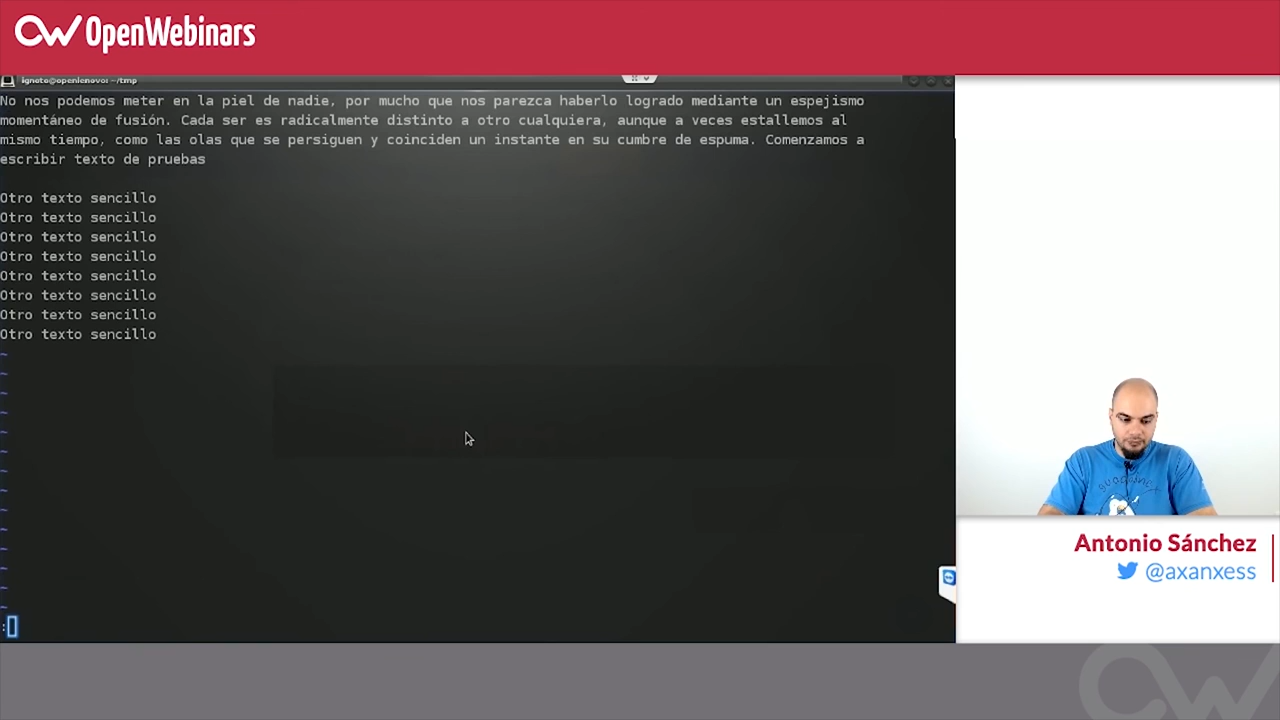 OpenWebinars
ignoto@openlenovo: ~/tmp
No nos podemos meter en la piel de nadie, por mucho que nos parezca haberlo logrado mediante un espejismo
momentáneo de fusión. Cada ser es radicalmente distinto a otro cualquiera, aunque a veces estallemos al
mismo tiempo, como las olas que se persiguen y coinciden un instante en su cumbre de espuma. Comenzamos a
escribir texto de pruebas
Otro texto sencillo
Otro texto sencillo
Otro texto sencillo
Otro texto sencillo
Otro texto sencillo
Otro texto sencillo
Otro texto sencillo
Otro texto sencillo
~
~
~
~
~
~
~
~
~
~
~
~
~
~
:
Antonio Sánchez
@axanxess